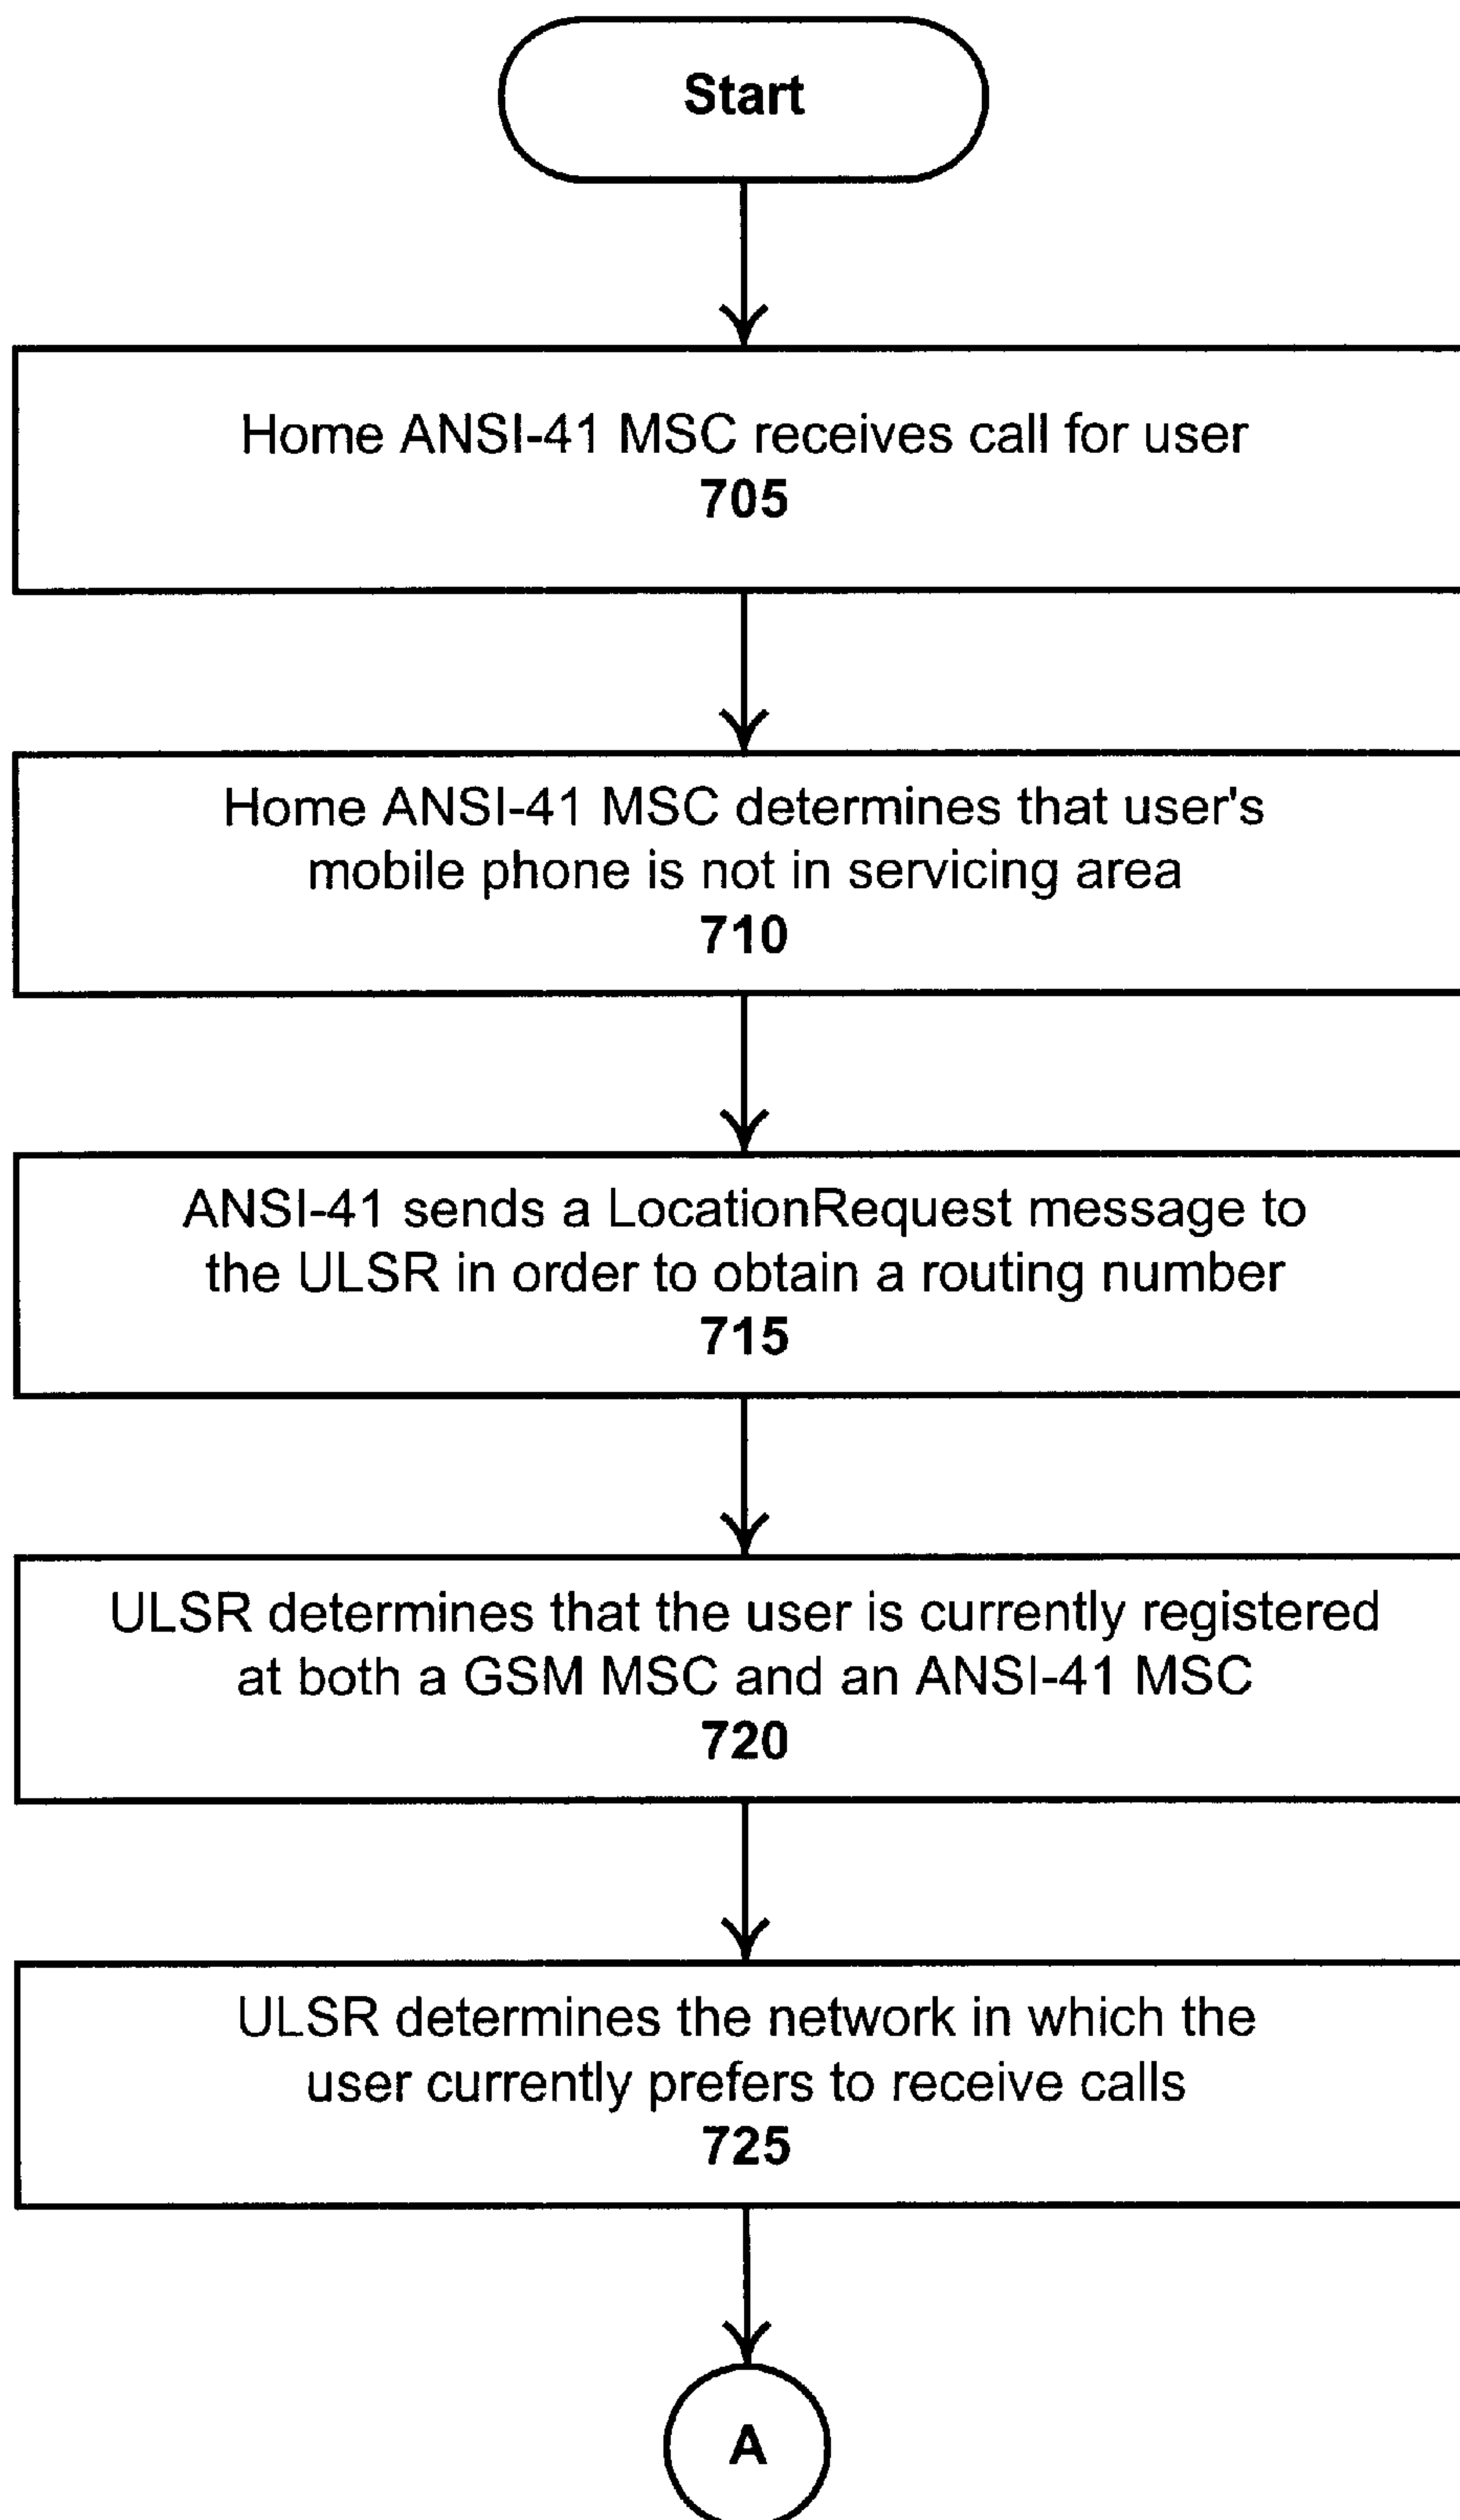 Start
Home ANSI-41 MSC receives call for user
705
Home ANSI-41 MSC determines that user's
mobile phone is not in servicing area
710
ANSI-41 sends a LocationRequest message to
the ULSR in order to obtain a routing number
715
ULSR determines that the user is currently registered
at both a GSM MSC and an ANSI-41 MSC
720
ULSR determines the network in which the
user currently prefers to receive calls
725
A